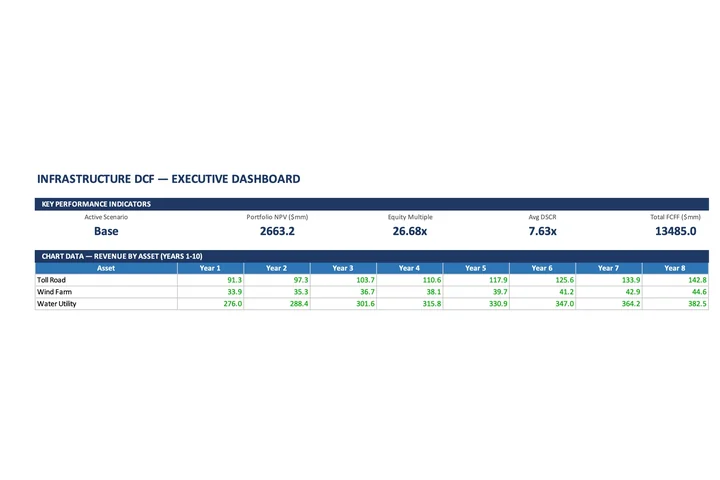 INFRASTRUCTURE DCF — EXECUTIVE DASHBOARD
KEY PERFORMANCE INDICATORS
Active Scenario Portfolio NPV ($mm) Equity Multiple Avg DSCR Total FCFF ($mm)
Base 2663.2 26.68x 7.63x 13485.0
CHART DATA — REVENUE BY ASSET (YEARS 1-10)
Asset Year 1 Year 2 Year 3 Year 4 Year 5 Year 6 Year 7 Year 8
Toll Road 91.3 97.3 103.7 110.6 117.9 125.6 133.9 142.8
Wind Farm 33.9 35.3 36.7 38.1 39.7 41.2 42.9 44.6
Water Utility 276.0 288.4 301.6 315.8 330.9 347.0 364.2 382.5